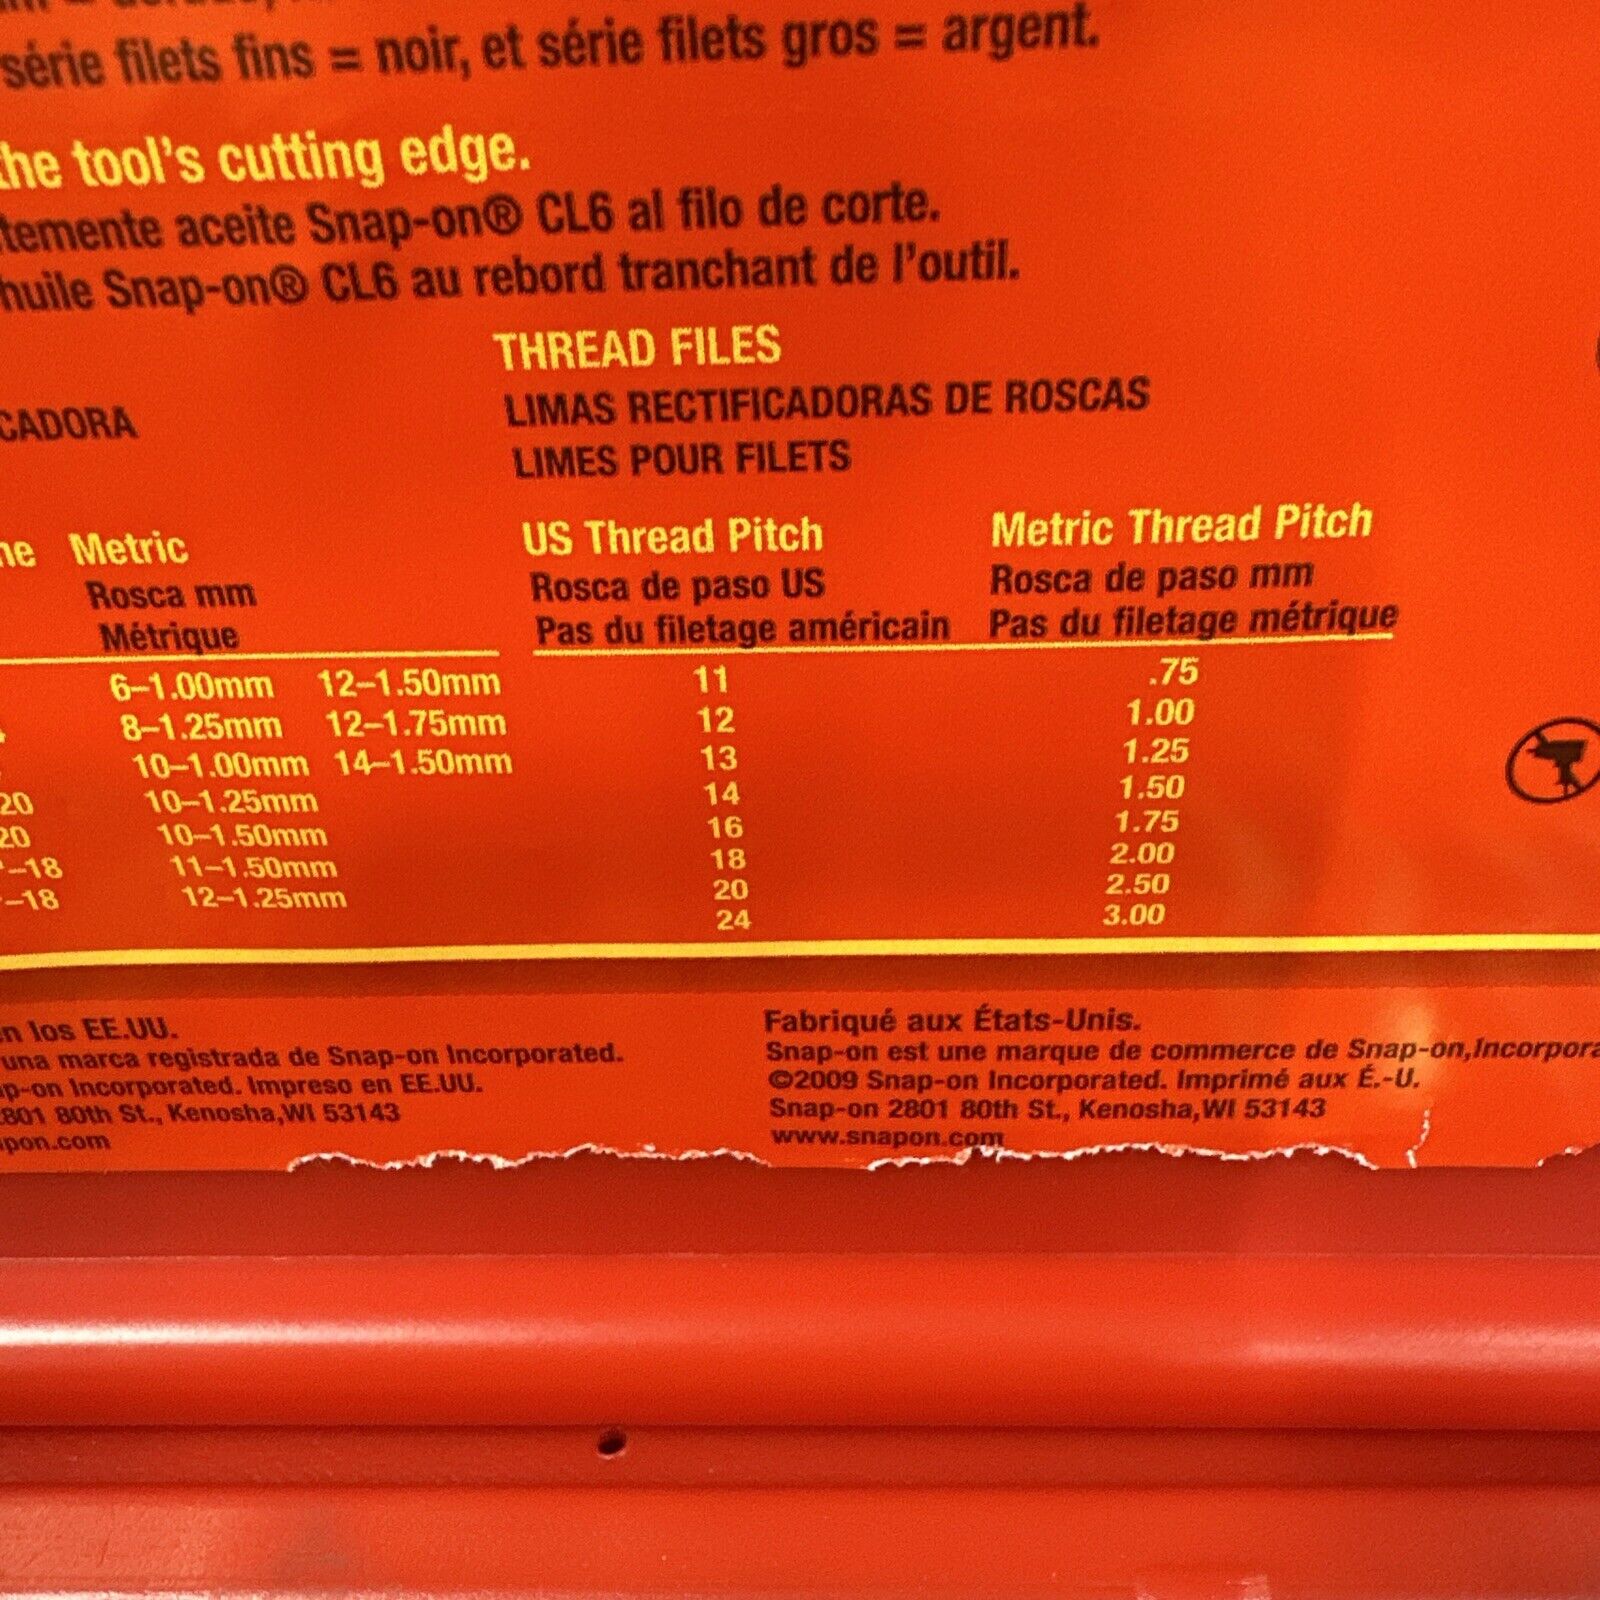 série filets fins = noir, et série filets gros = argent.
the tool's cutting edge.
temente aceite Snap-on® CL6 al filo de corte.
huile Snap-on® CL6 au rebord tranchant de l'outil.
CADORA
THREAD FILES
LIMAS RECTIFICADORAS DE ROSCAS
LIMES POUR FILETS
ne Metric
Rosca mm
Métrique
6–1.00mm 12–1.50mm
8–1.25mm 12–1.75mm
10–1.00mm 14–1.50mm
20 10–1.25mm
20 10–1.50mm
–18 11–1.50mm
–18 12–1.25mm
US Thread Pitch
Rosca de paso US
Pas du filetage américain
11
12
13
14
16
18
20
24
Metric Thread Pitch
Rosca de paso mm
Pas du filetage métrique
.75
1.00
1.25
1.50
1.75
2.00
2.50
3.00
n los EE.UU.
una marca registrada de Snap-on Incorporated.
p-on Incorporated. Impreso en EE.UU.
2801 80th St., Kenosha,WI 53143
pon.com
Fabriqué aux États-Unis.
Snap-on est une marque de commerce de Snap-on,Incorpora
©2009 Snap-on Incorporated. Imprimé aux É.-U.
Snap-on 2801 80th St., Kenosha,WI 53143
www.snapon.com